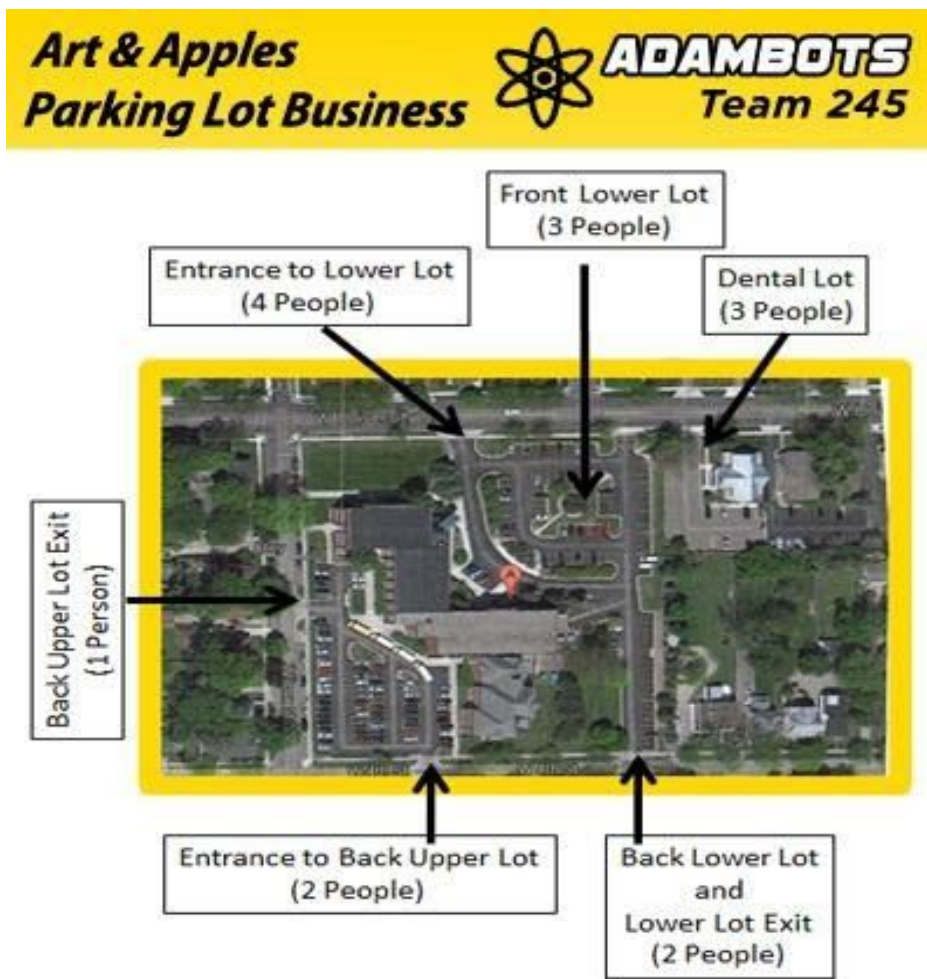 Art & Apples
Parking Lot Business
ADAMBOTS
Team 245
Front Lower Lot
(3 People)
Entrance to Lower Lot
(4 People)
Dental Lot
(3 People)
Back Upper Lot Exit
(1 Person)
A
Entrance to Back Upper Lot
(2 People)
Back Lower Lot
and
Lower Lot Exit
(2 People)